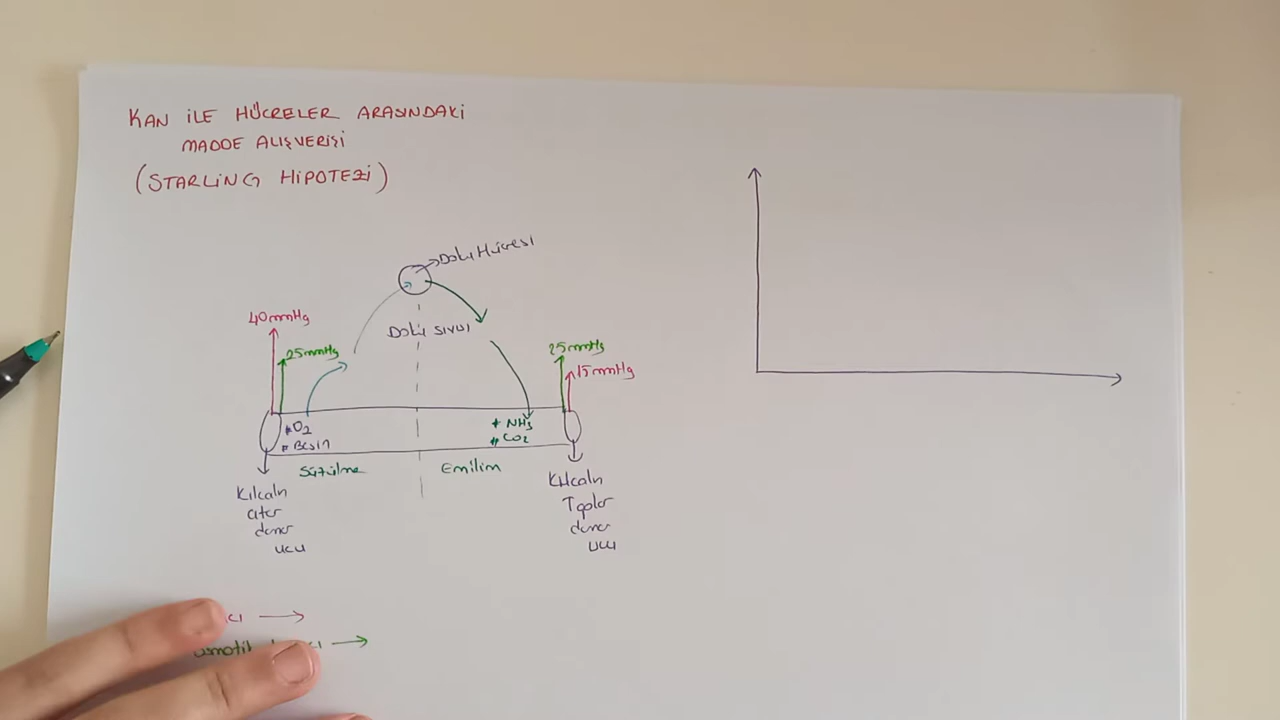 KAN İLE HÜCRELER ARASINDAKİ
MADDE ALIŞVERİŞİ
(STARLING HİPOTEZİ)
Doku Hücresi
40mmHg
Doku sıvısı
25mmHg
25mmHg
15mmHg
*O2
*Besin
* NH3
* CO2
Süzülme
Emilim
Kılcalın
atar
damar
ucu
Kılcalın
Toplar
damar
ucu